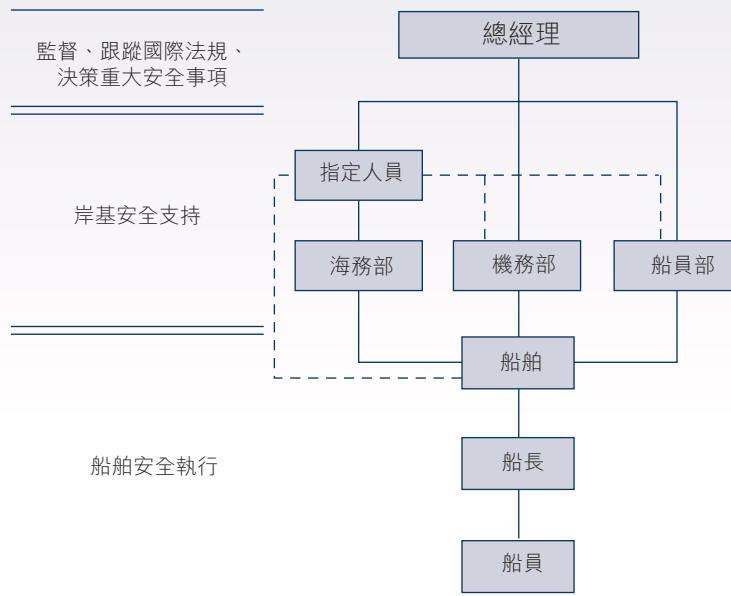 監督、跟蹤國際法規、
決策重大安全事項
總經理
岸基安全支持
指定人員
海務部
機務部
船員部
船舶安全執行
船舶
船長
船員